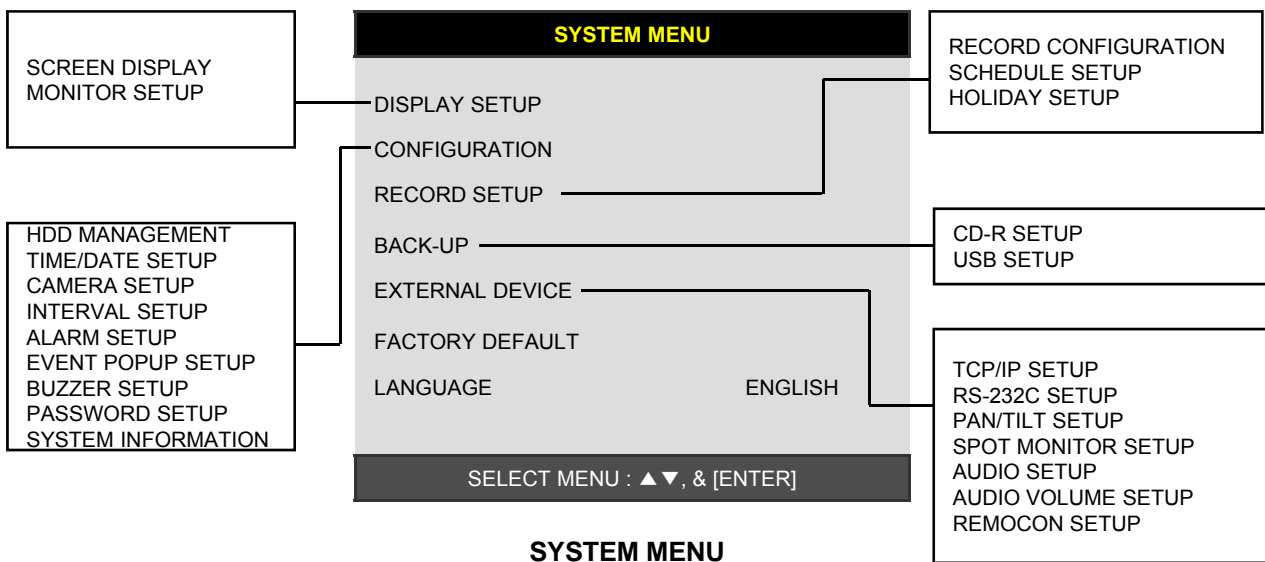 SCREEN DISPLAY
MONITOR SETUP
HDD MANAGEMENT
TIME/DATE SETUP
CAMERA SETUP
INTERVAL SETUP
ALARM SETUP
EVENT POPUP SETUP
BUZZER SETUP
PASSWORD SETUP
SYSTEM INFORMATION
SYSTEM MENU
DISPLAY SETUP
CONFIGURATION
RECORD SETUP
BACK-UP
EXTERNAL DEVICE
FACTORY DEFAULT
LANGUAGE ENGLISH
SELECT MENU : ▲▼, & [ENTER]
RECORD CONFIGURATION
SCHEDULE SETUP
HOLIDAY SETUP
CD-R SETUP
USB SETUP
TCP/IP SETUP
RS-232C SETUP
PAN/TILT SETUP
SPOT MONITOR SETUP
AUDIO SETUP
AUDIO VOLUME SETUP
REMOCON SETUP
SYSTEM MENU